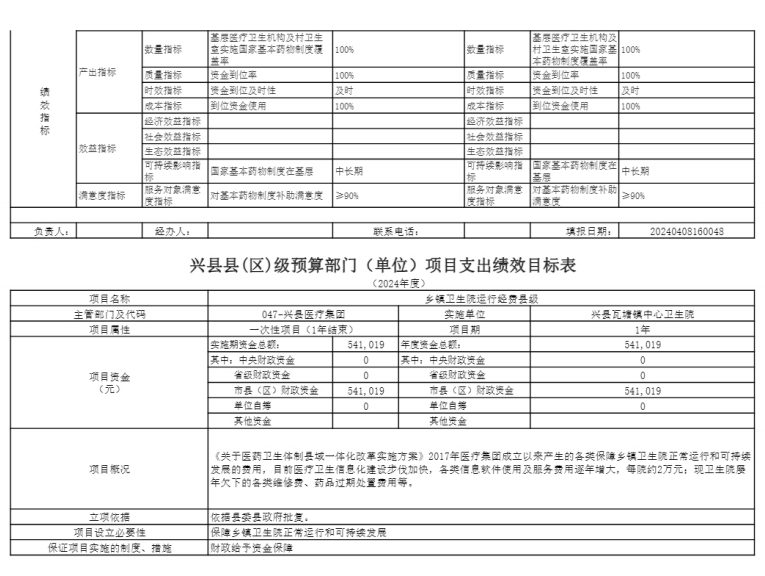 绩效指标
产出指标 数量指标 基层医疗卫生机构及村卫生室实施国家基本药物制度覆盖率 100% 数量指标 基层医疗卫生机构及村卫生室实施国家基本药物制度覆盖率 100%
质量指标 资金到位率 100% 质量指标 资金到位率 100%
时效指标 资金到位及时性 及时 时效指标 资金到位及时性 及时
成本指标 到位资金使用 100% 成本指标 到位资金使用 100%
效益指标 经济效益指标 经济效益指标
社会效益指标 社会效益指标
生态效益指标 生态效益指标
可持续影响指标 国家基本药物制度在基层 中长期 可持续影响指标 国家基本药物制度在基层 中长期
满意度指标 服务对象满意度指标 对基本药物制度补助满意度 ≥90% 服务对象满意度指标 对基本药物制度补助满意度 ≥90%
负责人: 经办人: 联系电话: 填报日期: 20240408160048
兴县县(区)级预算部门（单位）项目支出绩效目标表
（2024年度）
项目名称 乡镇卫生院运行经费县级
主管部门及代码 047-兴县医疗集团 实施单位 兴县瓦塘镇中心卫生院
项目属性 一次性项目（1年结束） 项目期 1年
项目资金（元） 实施期资金总额: 541,019 年度资金总额: 541,019
其中: 中央财政资金 0 其中: 中央财政资金 0
省级财政资金 0 省级财政资金 0
市县（区）财政资金 541,019 市县（区）财政资金 541,019
单位自筹 0 单位自筹 0
其他资金 其他资金
项目概况 《关于医药卫生体制县域一体化改革实施方案》2017年医疗集团成立以来产生的各类保障乡镇卫生院正常运行和可持续
发展的费用，目前医疗卫生信息化建设步伐加快，各类信息软件使用及服务费用逐年增大，每院约2万元；现卫生院屡
年欠下的各类维修费、药品过期处置费用等。
立项依据 依据县委县政府批复。
项目设立必要性 保障乡镇卫生院正常运行和可持续发展
保证项目实施的制度、措施 财政给予资金保障